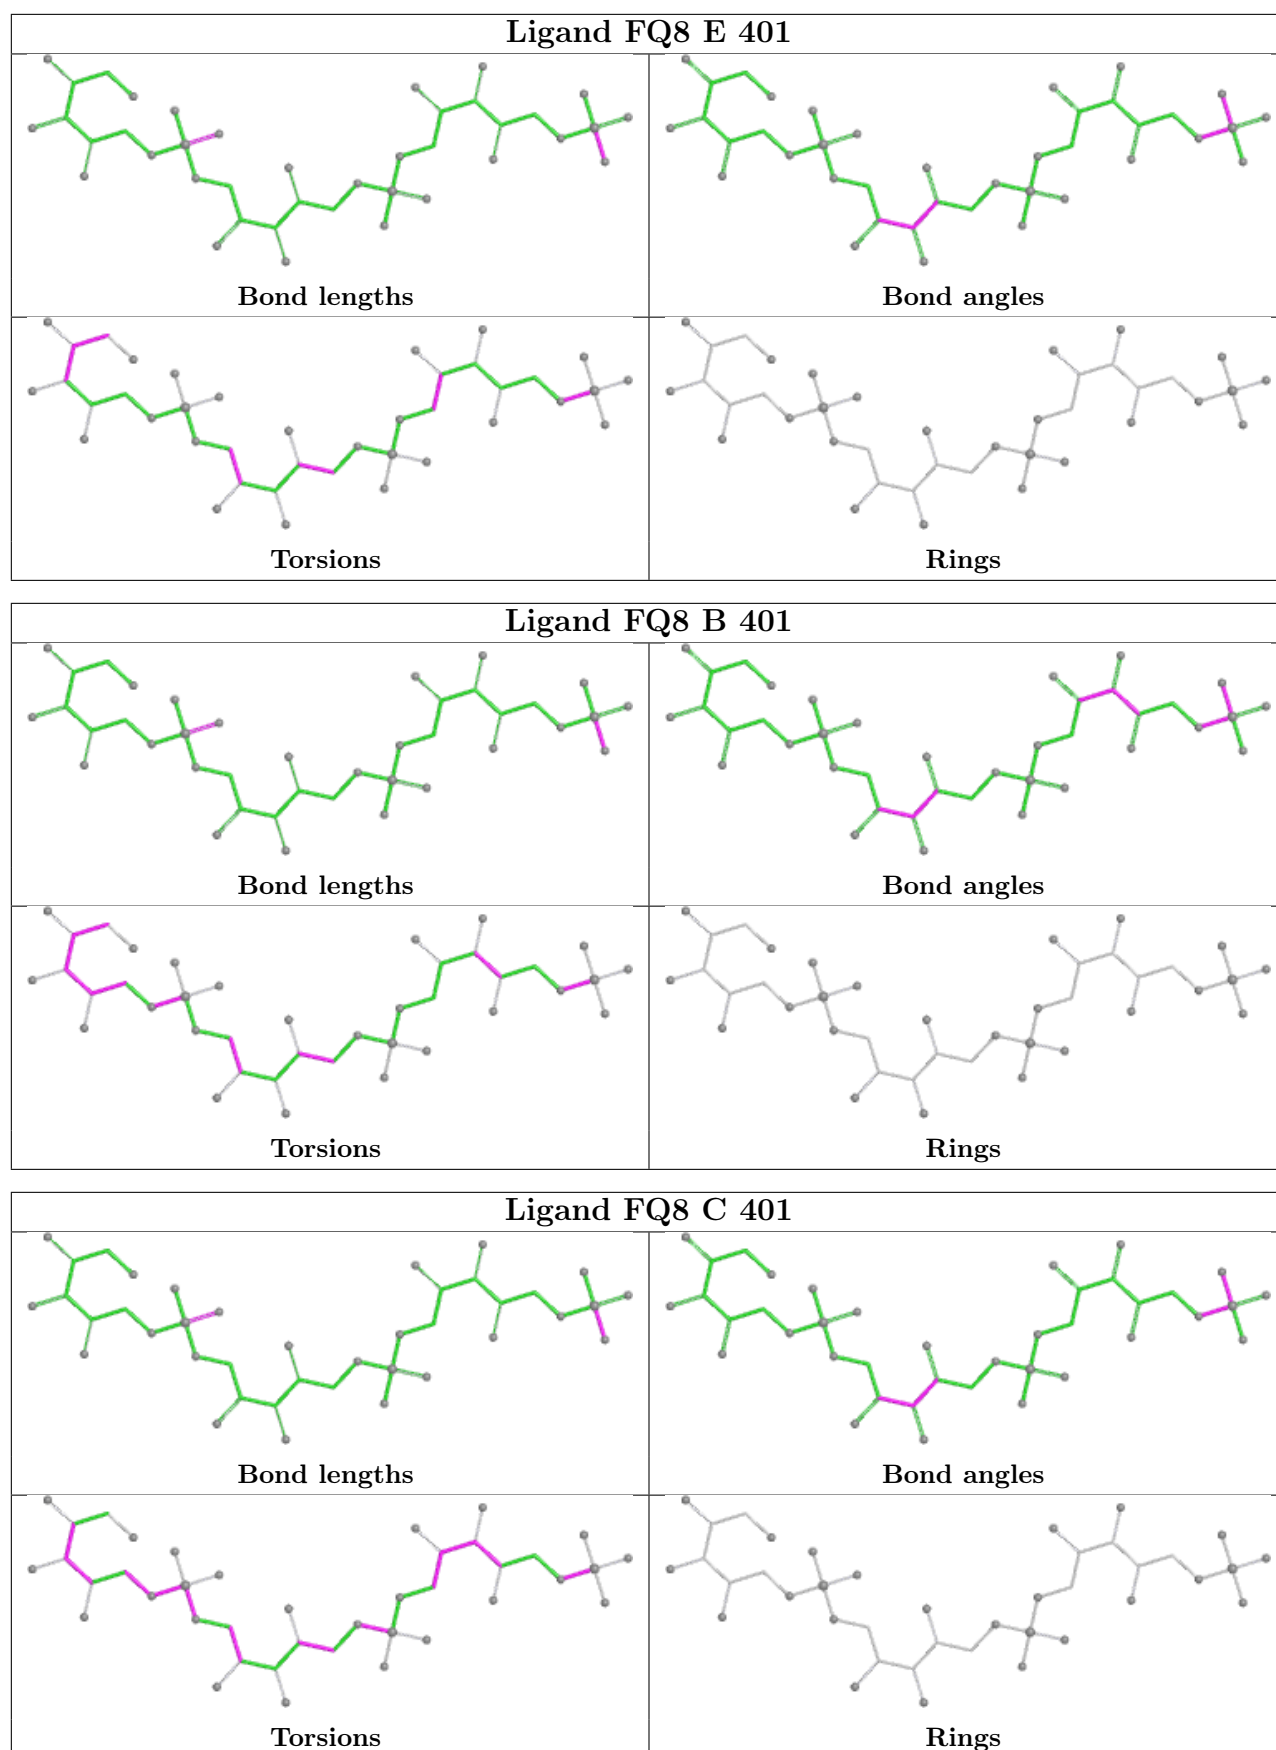 Ligand FQ8 E 401
Bond lengths
Bond angles
Torsions
Rings
Ligand FQ8 B 401
Bond lengths
Bond angles
Torsions
Rings
Ligand FQ8 C 401
Bond lengths
Bond angles
Torsions
Rings